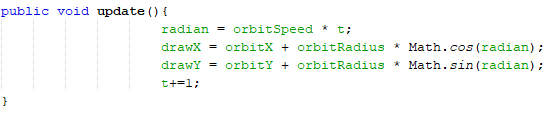 public void update(){
radian = orbitSpeed * t;
drawX = orbitX + orbitRadius * Math.cos(radian);
drawY = orbitY + orbitRadius * Math.sin(radian);
t+=1;
}